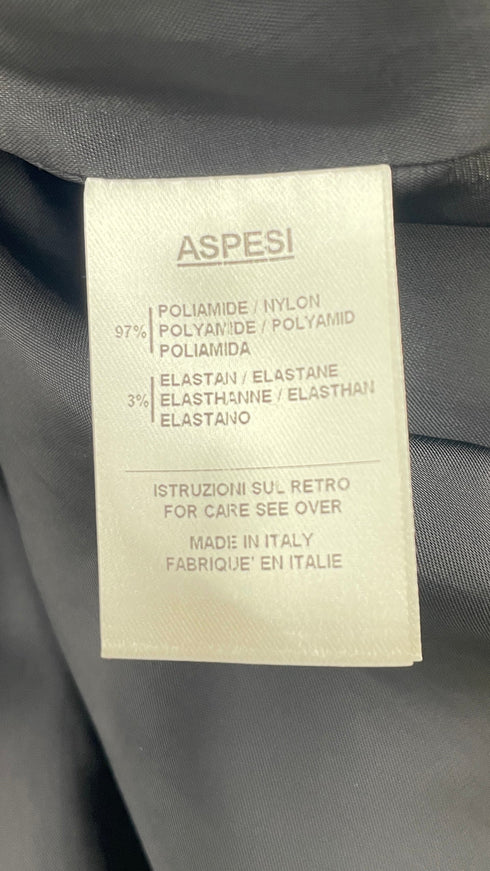 ASPESI
97% POLIAMIDE / NYLON
POLYAMIDE / POLYAMID
POLIAMIDA
3% ELASTAN / ELASTANE
ELASTHANNE / ELASTHAN
ELASTANO
ISTRUZIONI SUL RETRO
FOR CARE SEE OVER
MADE IN ITALY
FABRIQUE' EN ITALIE